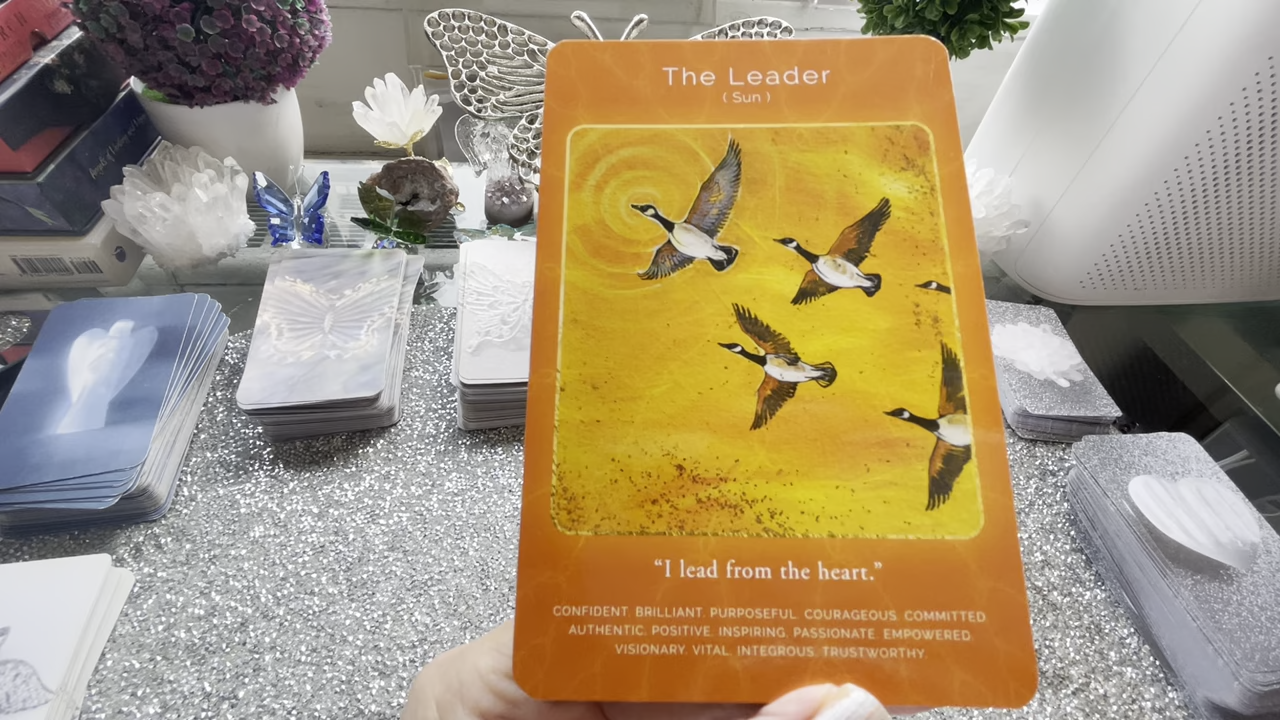 The Leader
( Sun )
“I lead from the heart.”
CONFIDENT. BRILLIANT. PURPOSEFUL. COURAGEOUS. COMMITTED
AUTHENTIC. POSITIVE. INSPIRING. PASSIONATE. EMPOWERED.
VISIONARY. VITAL. INTEGROUS. TRUSTWORTHY.